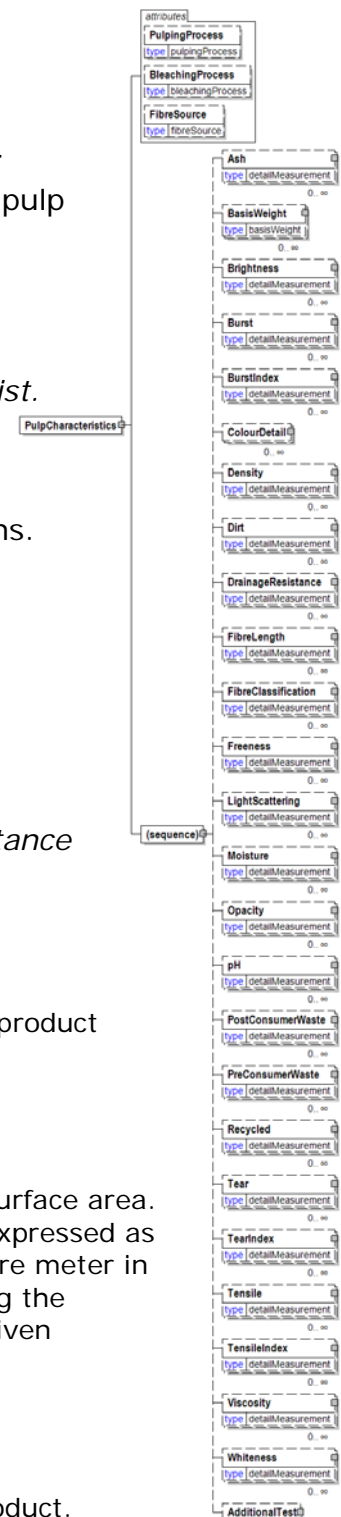 attributes
PulpingProcess
type pulpingProcess
BleachingProcess
type bleachingProcess
FibreSource
type fibreSource
pulp
ist.
PulpCharacteristics
ns.
tance
product
urface area.
xpressed as
re meter in
g the
iven
oduct.
(sequence)
Ash
type detailMeasurement
0.. ∞
BasisWeight
type basisWeight
0.. ∞
Brightness
type detailMeasurement
0.. ∞
Burst
type detailMeasurement
0.. ∞
BurstIndex
type detailMeasurement
0.. ∞
ColourDetail
0.. ∞
Density
type detailMeasurement
0.. ∞
Dirt
type detailMeasurement
0.. ∞
DrainageResistance
type detailMeasurement
0.. ∞
FibreLength
type detailMeasurement
0.. ∞
FibreClassification
type detailMeasurement
0.. ∞
Freeness
type detailMeasurement
0.. ∞
LightScattering
type detailMeasurement
0.. ∞
Moisture
type detailMeasurement
0.. ∞
Opacity
type detailMeasurement
0.. ∞
pH
type detailMeasurement
0.. ∞
PostConsumerWaste
type detailMeasurement
0.. ∞
PreConsumerWaste
type detailMeasurement
0.. ∞
Recycled
type detailMeasurement
0.. ∞
Tear
type detailMeasurement
0.. ∞
TearIndex
type detailMeasurement
0.. ∞
Tensile
type detailMeasurement
0.. ∞
TensileIndex
type detailMeasurement
0.. ∞
Viscosity
type detailMeasurement
0.. ∞
Whiteness
type detailMeasurement
0.. ∞
AdditionalTest